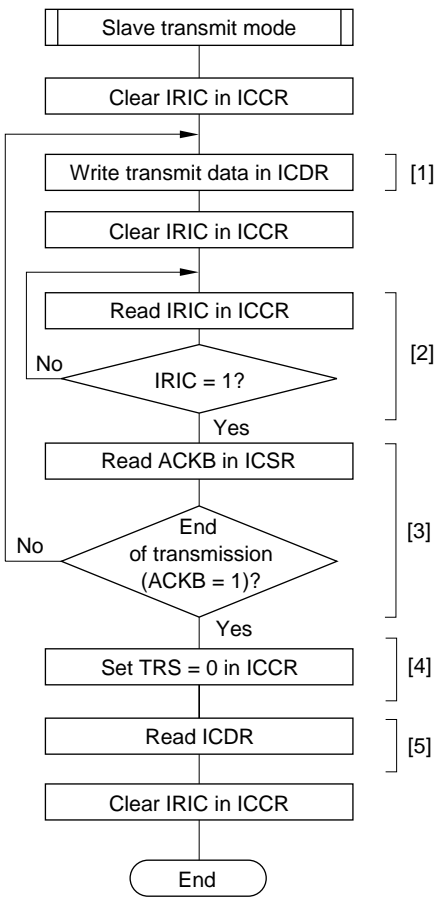 Slave transmit mode
Clear IRIC in ICCR
Write transmit data in ICDR
[1]
Clear IRIC in ICCR
Read IRIC in ICCR
[2]
No
IRIC = 1?
Yes
Read ACKB in ICSR
[3]
No
End
of transmission
(ACKB = 1)?
Yes
Set TRS = 0 in ICCR
[4]
Read ICDR
[5]
Clear IRIC in ICCR
End